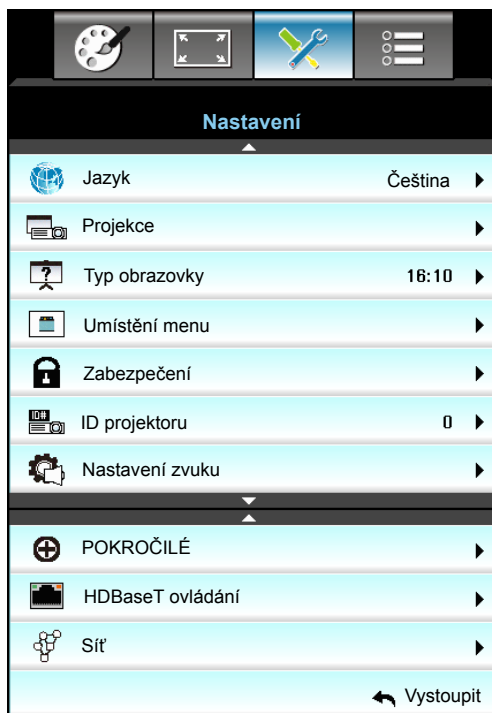 Nastavení
Jazyk Čeština
Projekce
Typ obrazovky 16:10
Umístění menu
Zabezpečení
ID# ID projektoru 0
Nastavení zvuku
POKROČILÉ
HDBaseT ovládání
Síť
Vystoupit